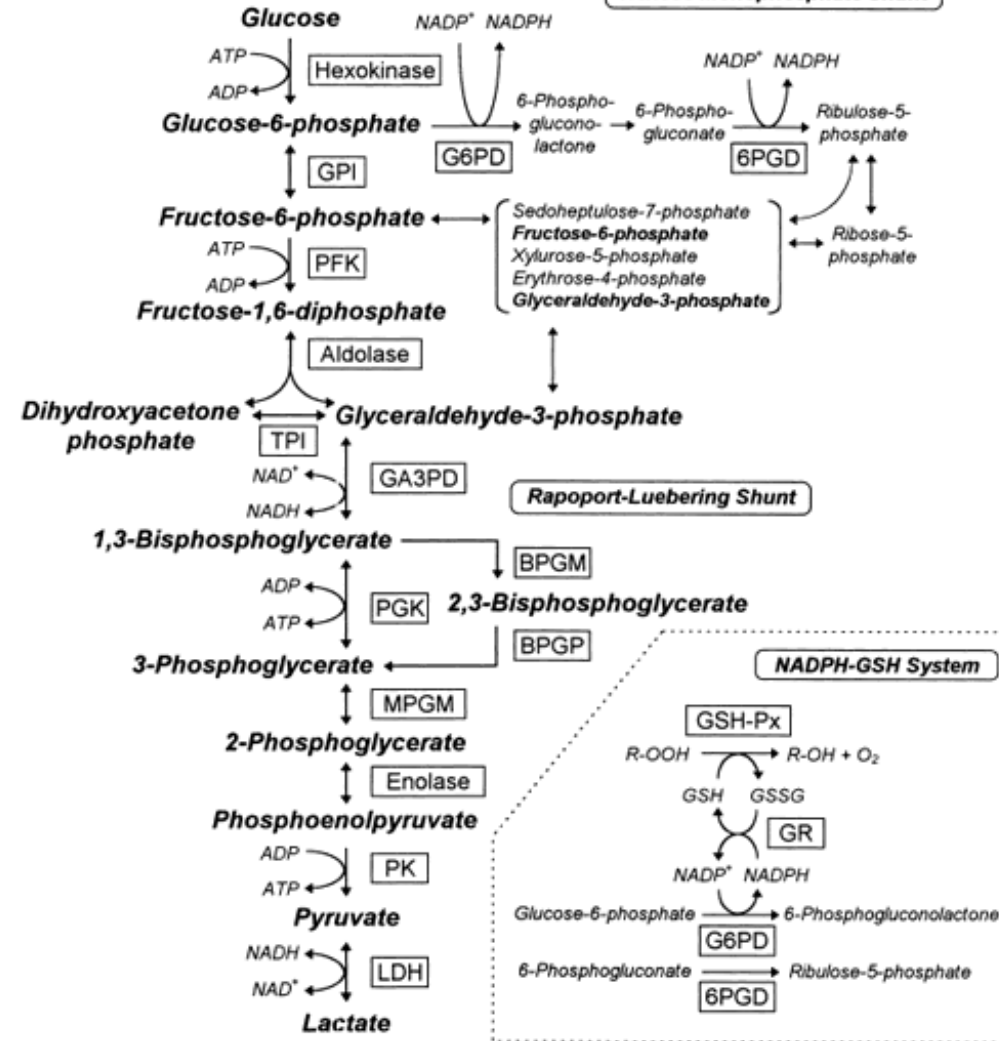 Glucose
NADP+ NADPH
ATP
Hexokinase
ADP
NADP+ NADPH
Glucose-6-phosphate
6-Phospho-
glucono-
lactone
6-Phospho-
gluconate
Ribulose-5-
phosphate
G6PD
6PGD
GPI
Fructose-6-phosphate
Sedoheptulose-7-phosphate
Fructose-6-phosphate
Xylurose-5-phosphate
Erythrose-4-phosphate
Glyceraldehyde-3-phosphate
Ribose-5-
phosphate
ATP
PFK
ADP
Fructose-1,6-diphosphate
Aldolase
Dihydroxyacetone
phosphate
Glyceraldehyde-3-phosphate
TPI
NAD+
GA3PD
NADH
Rapoport-Luebering Shunt
1,3-Bisphosphoglycerate
BPGM
ADP
PGK
ATP
2,3-Bisphosphoglycerate
BPGP
3-Phosphoglycerate
MPGM
2-Phosphoglycerate
Enolase
Phosphoenolpyruvate
ADP
PK
ATP
Pyruvate
NADH
LDH
NAD+
Lactate
NADPH-GSH System
GSH-Px
R-OOH
R-OH + O2
GSH GSSG
GR
NADP+ NADPH
Glucose-6-phosphate
6-Phosphogluconolactone
G6PD
6-Phosphogluconate
Ribulose-5-phosphate
6PGD